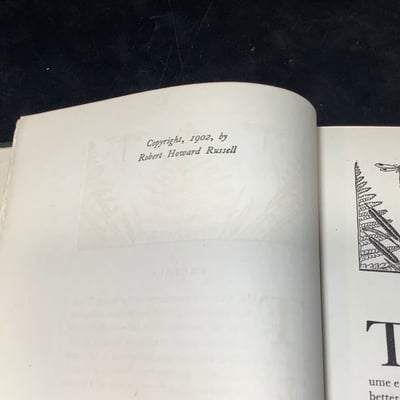 Copyright, 1902, by
Robert Howard Russell
T
ume e
better